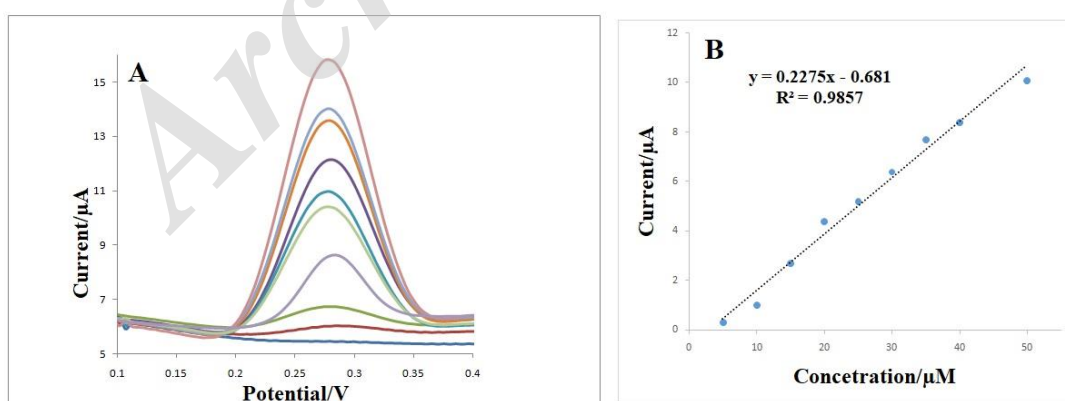 Arc
A
15
13
11
9
7
5
Current/µA
0.1
0.2
0.25
0.3
0.35
0.4
Potential/V
B
y = 0.2275x - 0.681
R² = 0.9857
12
10
8
6
4
2
0
Current/µA
0
10
20
30
40
50
Concetration/µM